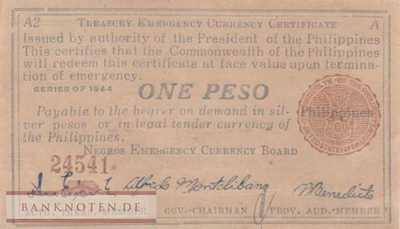 A2 TREASURY EMERGENCY CURRENCY CERTIFICATE A
Issued by authority of the President of the Philippines
This certifies that the Commonwealth of the Philippines
will redeem this certificate at face value upon termina-
tion of emergency.
SERIES OF 1944 ONE PESO
Payable to the bearer on demand in sil-
ver pesos or in legal tender currency of
the Philippines.
Philippines
NEGROS EMERGENCY CURRENCY BOARD
24541
Alfredo Montelibano
M Benedicto
GOV.-CHAIRMAN PROV. AUD.-MEMBER
BANKNOTEN.DE